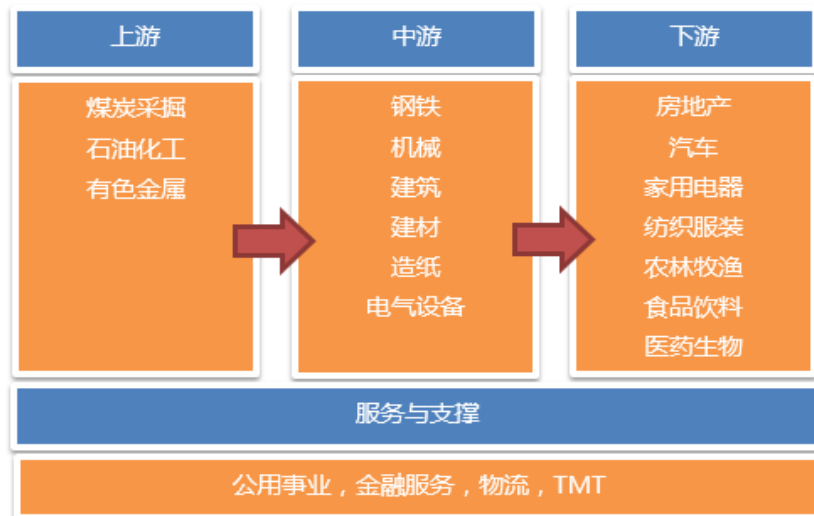 上游
煤炭采掘
石油化工
有色金属
中游
钢铁
机械
建筑
建材
造纸
电气设备
下游
房地产
汽车
家用电器
纺织服装
农林牧渔
食品饮料
医药生物
服务与支撑
公用事业，金融服务，物流，TMT